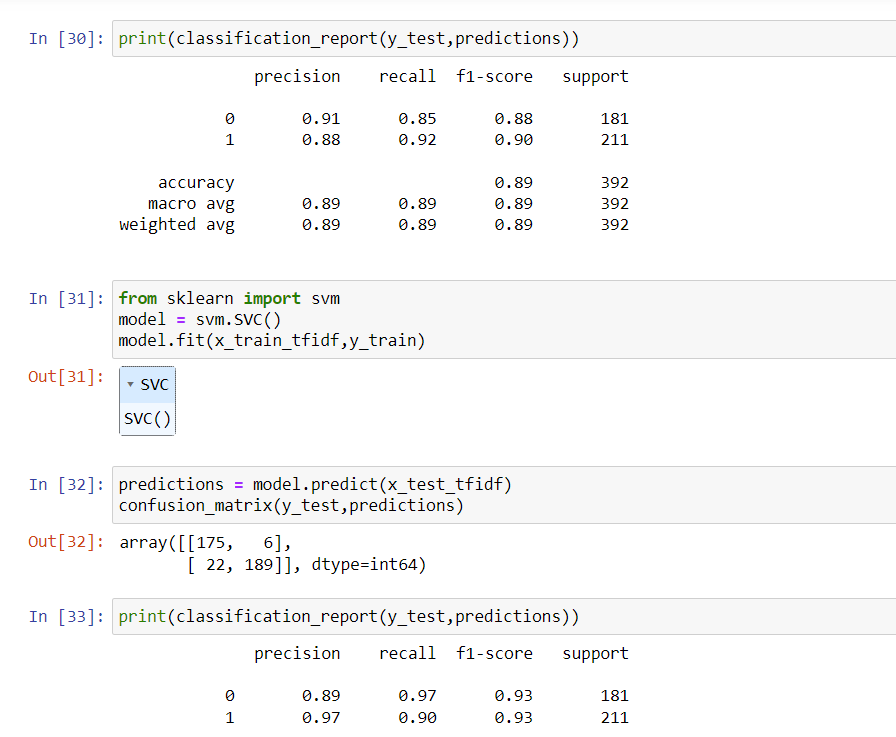 In [30]: print(classification_report(y_test,predictions))
precision recall f1-score support
0 0.91 0.85 0.88 181
1 0.88 0.92 0.90 211
accuracy 0.89 392
macro avg 0.89 0.89 0.89 392
weighted avg 0.89 0.89 0.89 392
In [31]: from sklearn import svm
model = svm.SVC()
model.fit(x_train_tfidf,y_train)
Out[31]: ▾ SVC
SVC()
In [32]: predictions = model.predict(x_test_tfidf)
confusion_matrix(y_test,predictions)
Out[32]: array([[175, 6],
[ 22, 189]], dtype=int64)
In [33]: print(classification_report(y_test,predictions))
precision recall f1-score support
0 0.89 0.97 0.93 181
1 0.97 0.90 0.93 211